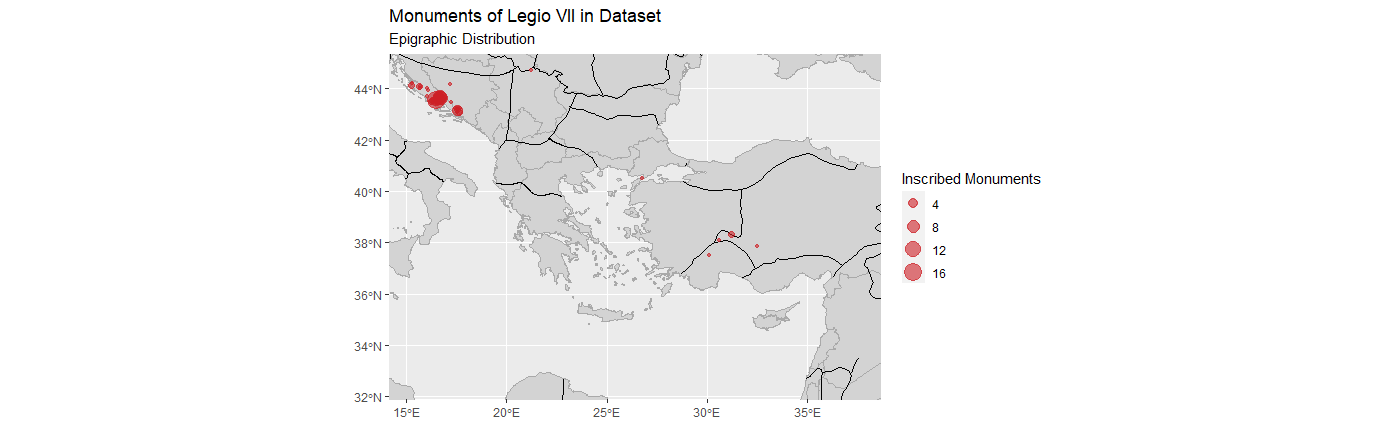 Monuments of Legio VII in Dataset
Epigraphic Distribution
44°N
42°N
40°N
38°N
36°N
34°N
32°N
15°E
20°E
25°E
30°E
35°E
Inscribed Monuments
4
8
12
16